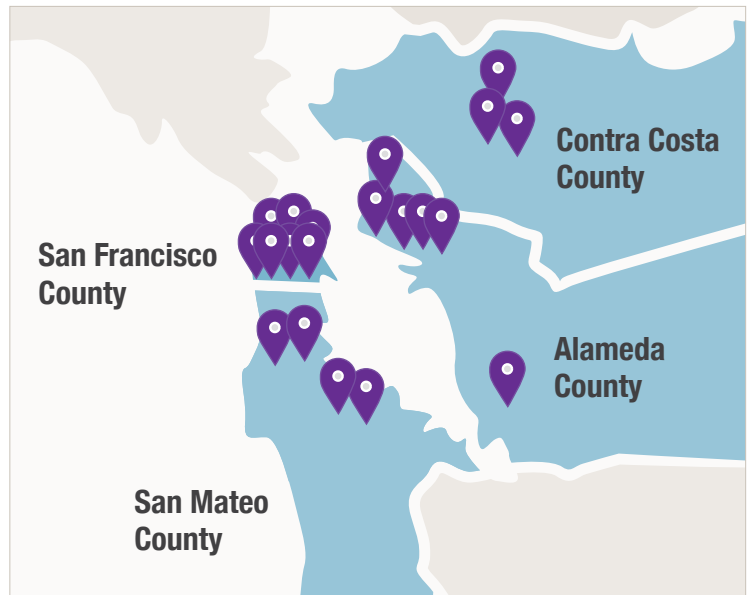 Contra Costa
County
San Francisco
County
Alameda
County
San Mateo
County